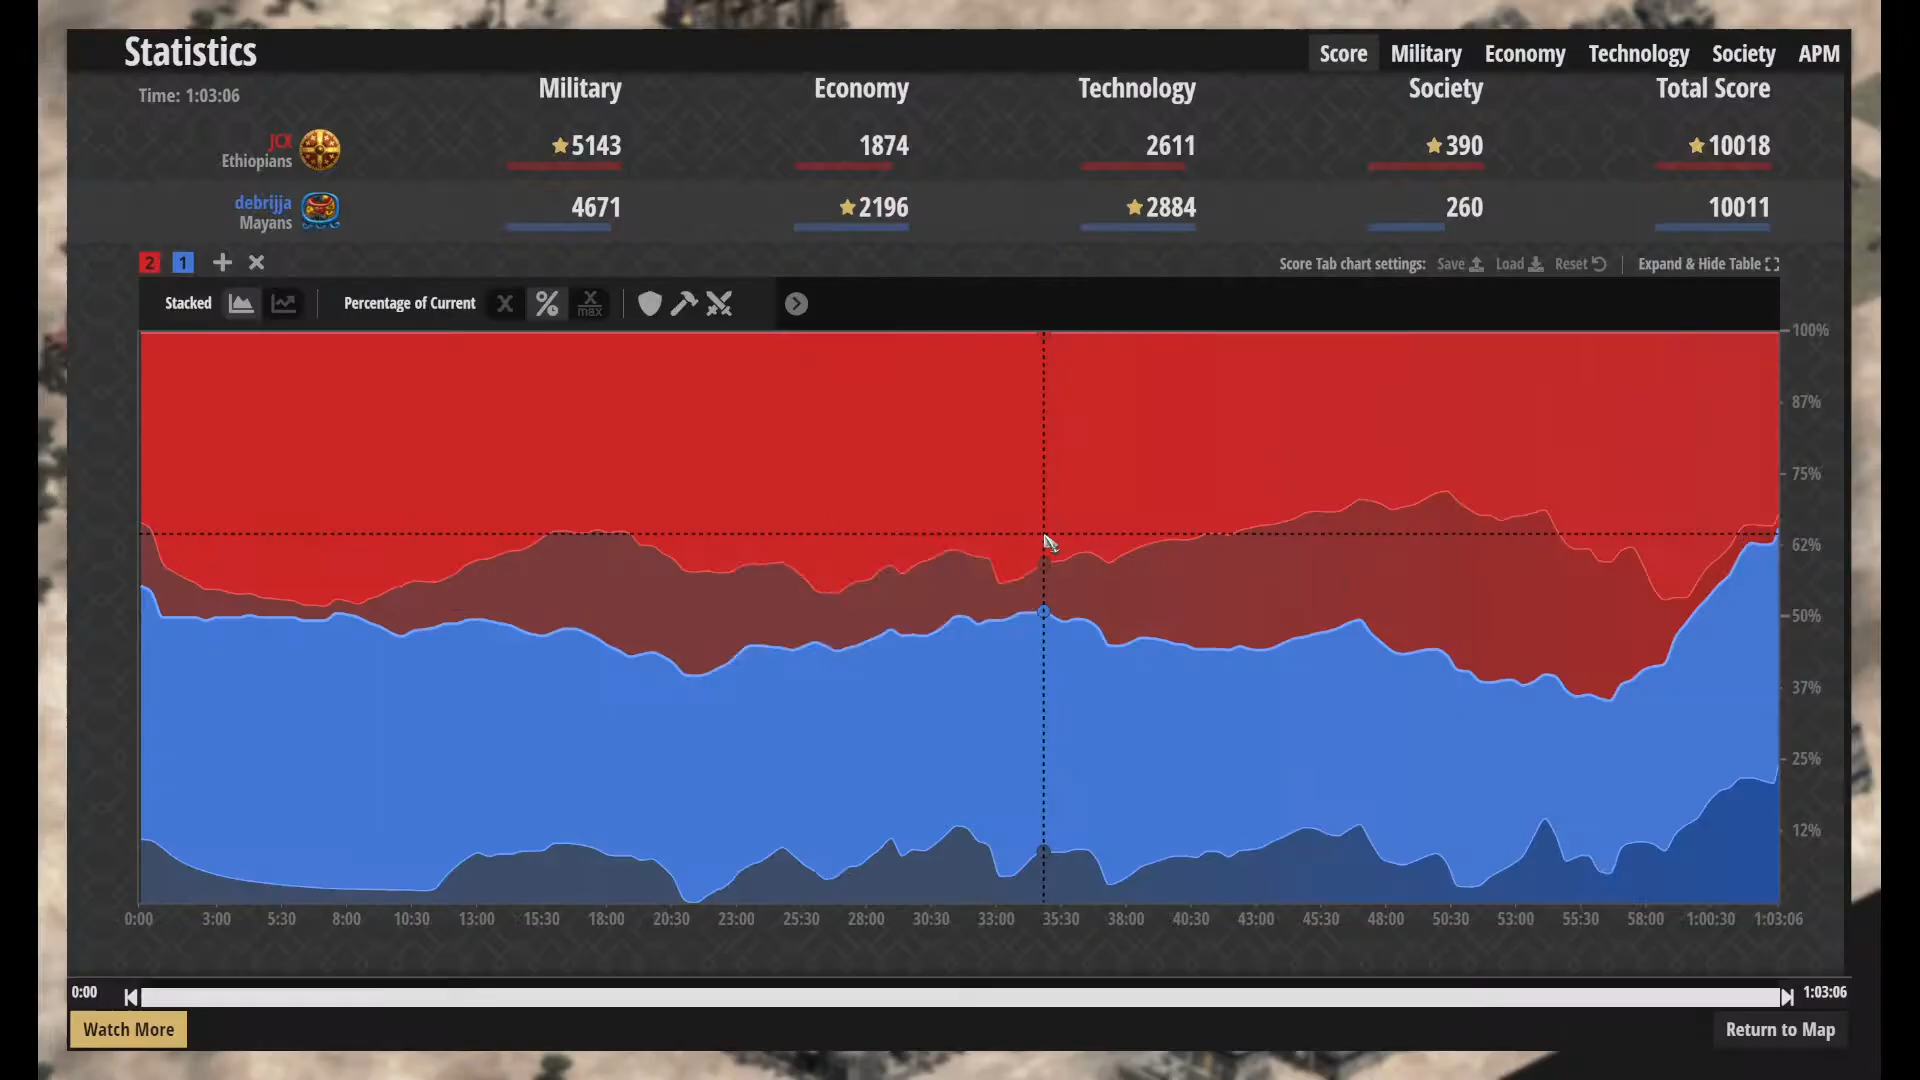 Statistics
Score Military Economy Technology Society APM
Time: 1:03:06
Military Economy Technology Society Total Score
JCX
Ethiopians
5143 1874 2611 390 10018
debrijja
Mayans
4671 2196 2884 260 10011
2 1
Score Tab chart settings: Save Load Reset Expand & Hide Table
Stacked Percentage of Current X % X max
100%
87%
75%
62%
50%
37%
25%
12%
0:00 3:00 5:30 8:00 10:30 13:00 15:30 18:00 20:30 23:00 25:30 28:00 30:30 33:00 35:30 38:00 40:30 43:00 45:30 48:00 50:30 53:00 55:30 58:00 1:00:30 1:03:06
0:00 1:03:06
Watch More Return to Map